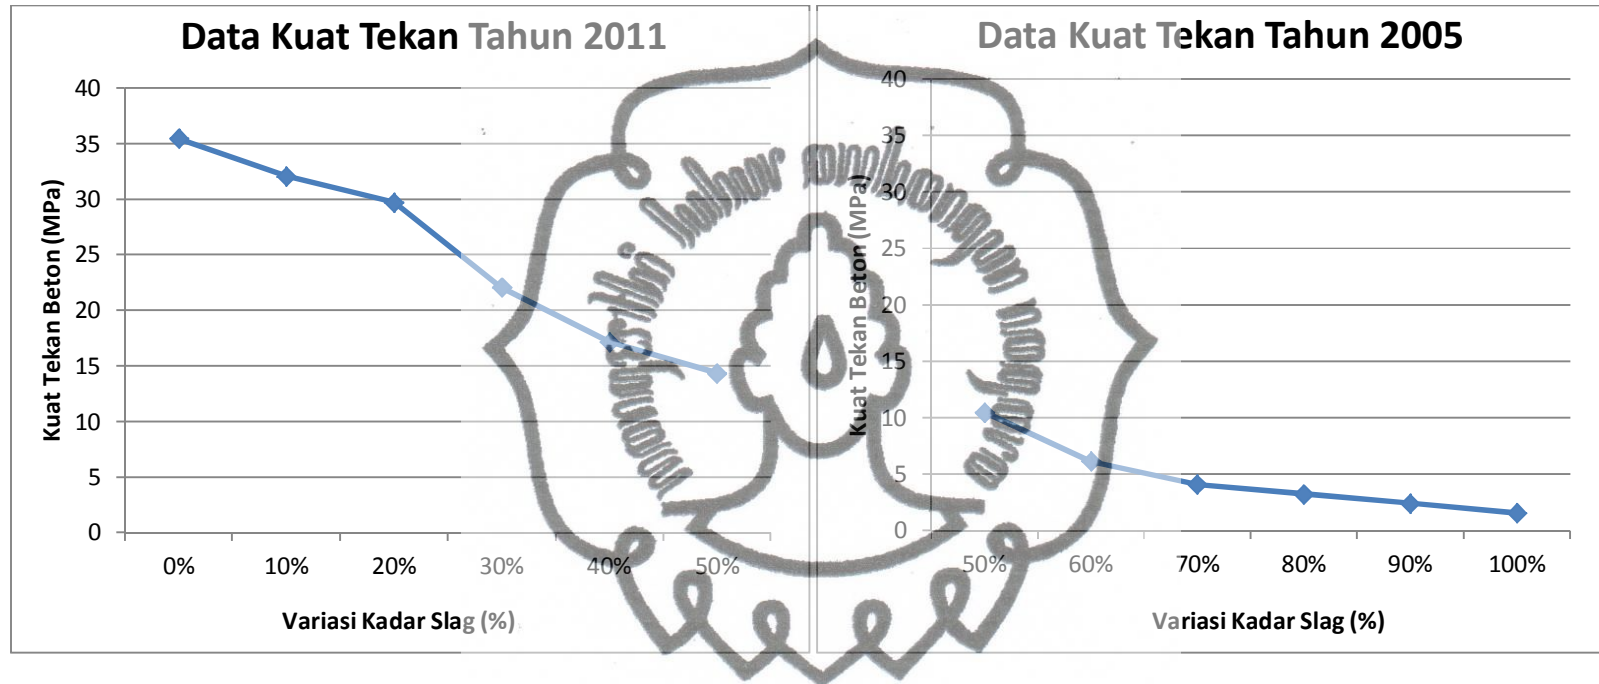 Data Kuat Tekan Tahun 2011
40
35
30
25
20
15
10
5
0
Kuat Tekan Beton (MPa)
0% 10% 20% 30% 40% 50%
Variasi Kadar Slag (%)
Data Kuat Tekan Tahun 2005
40
35
30
25
20
15
10
5
0
Kuat Tekan Beton (MPa)
50% 60% 70% 80% 90% 100%
Variasi Kadar Slag (%)